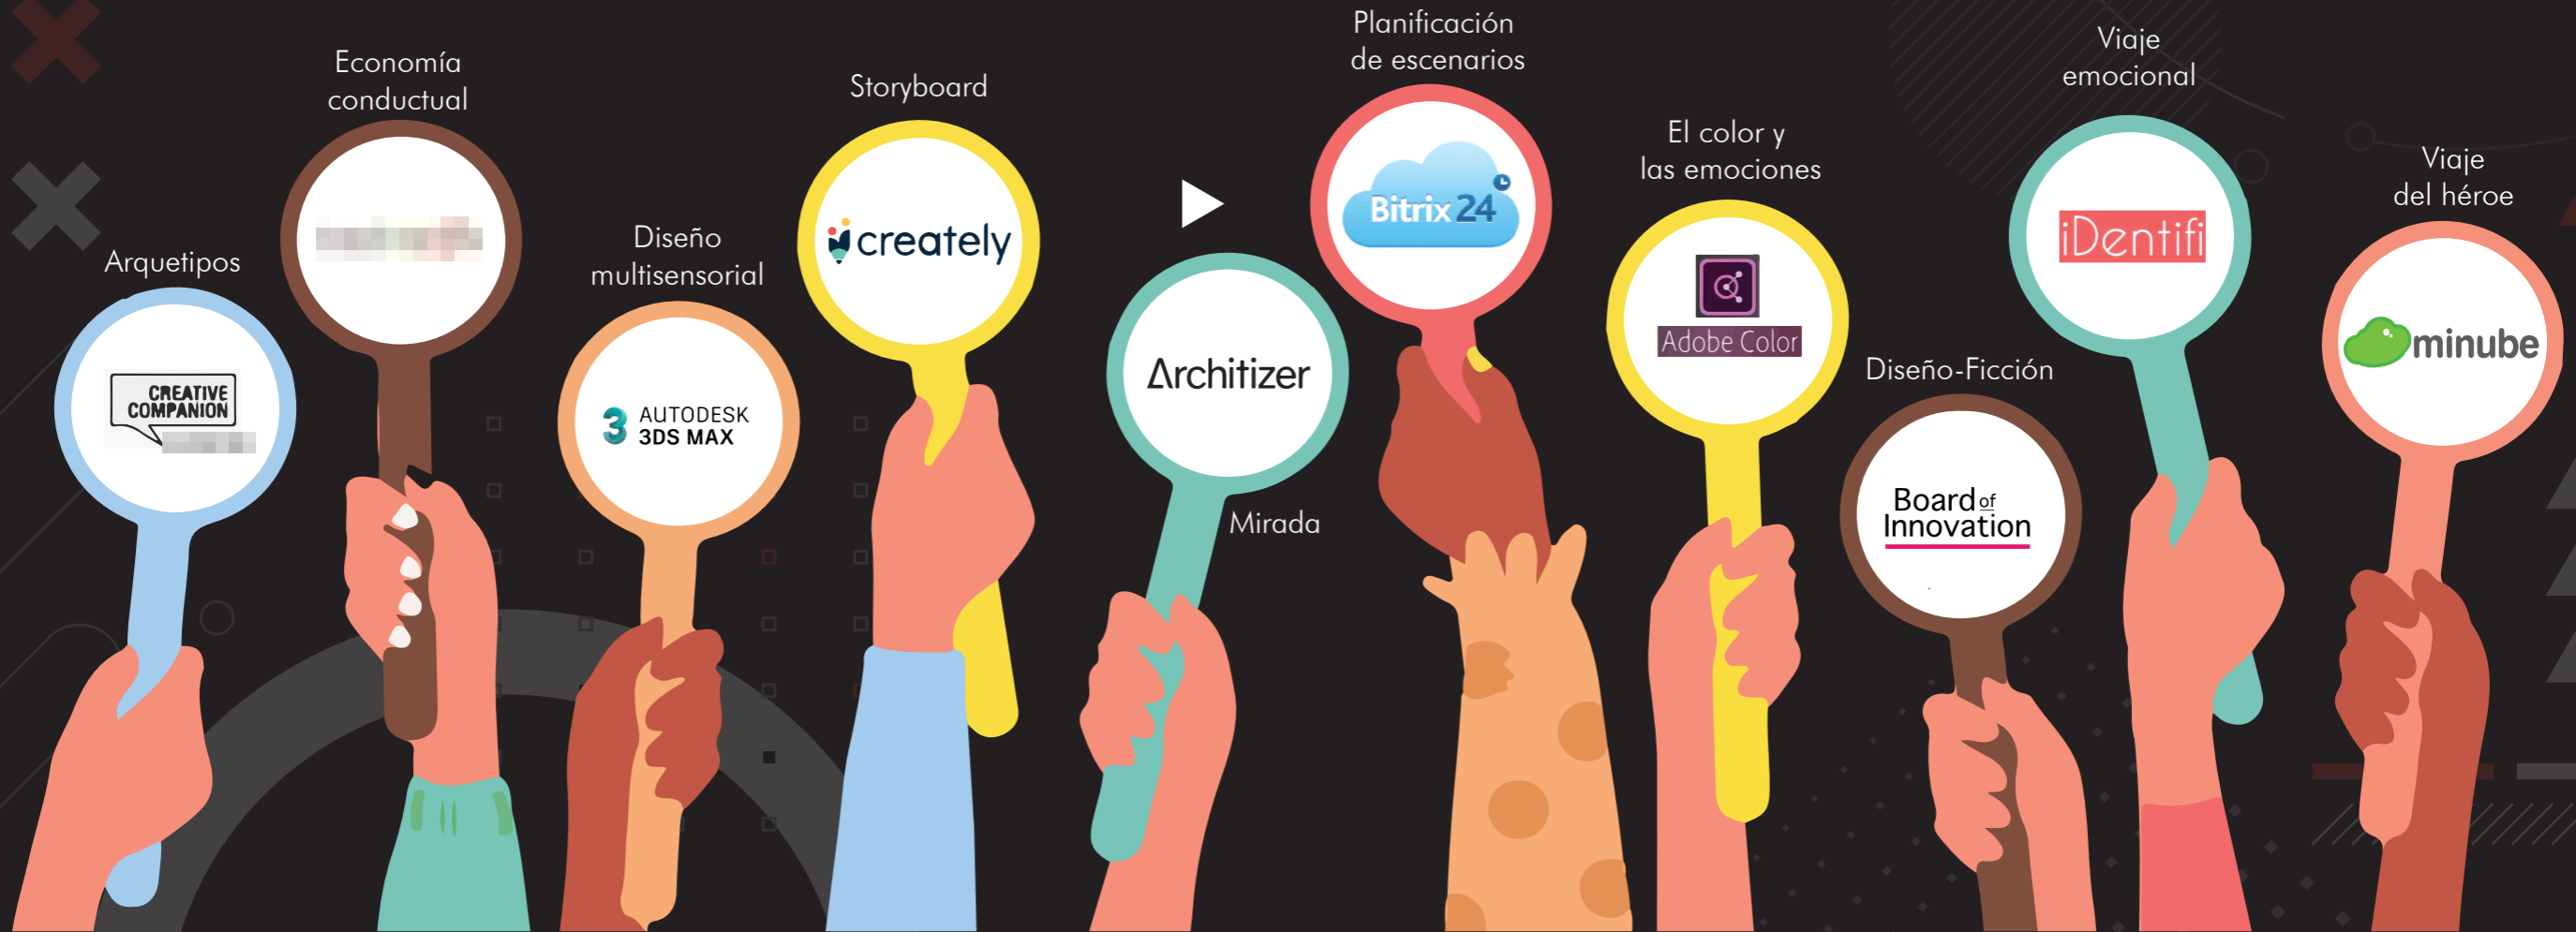 Arquetipos
CREATIVE
COMPANION
Economía
conductual
Diseño
multisensorial
AUTODESK
3DS MAX
Storyboard
creately
Architizer
Mirada
Planificación
de escenarios
Bitrix 24
El color y
las emociones
Adobe Color
Diseño-Ficción
Board of
Innovation
Viaje
emocional
iDentifi
Viaje
del héroe
minube